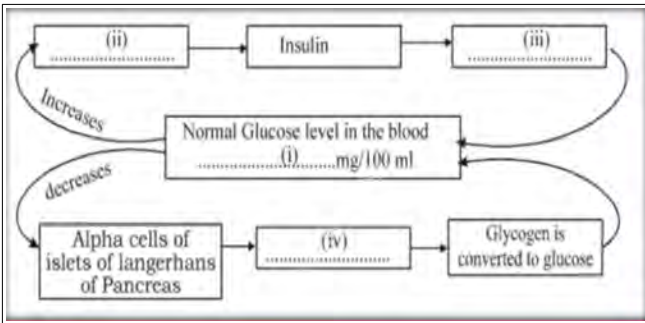 (ii)
....................
Insulin
(iii)
....................
Increases
Normal Glucose level in the blood
....................(i)............mg/100 ml
decreases
Alpha cells of
islets of langerhans
of Pancreas
(iv)
....................
Glycogen is
converted to glucose